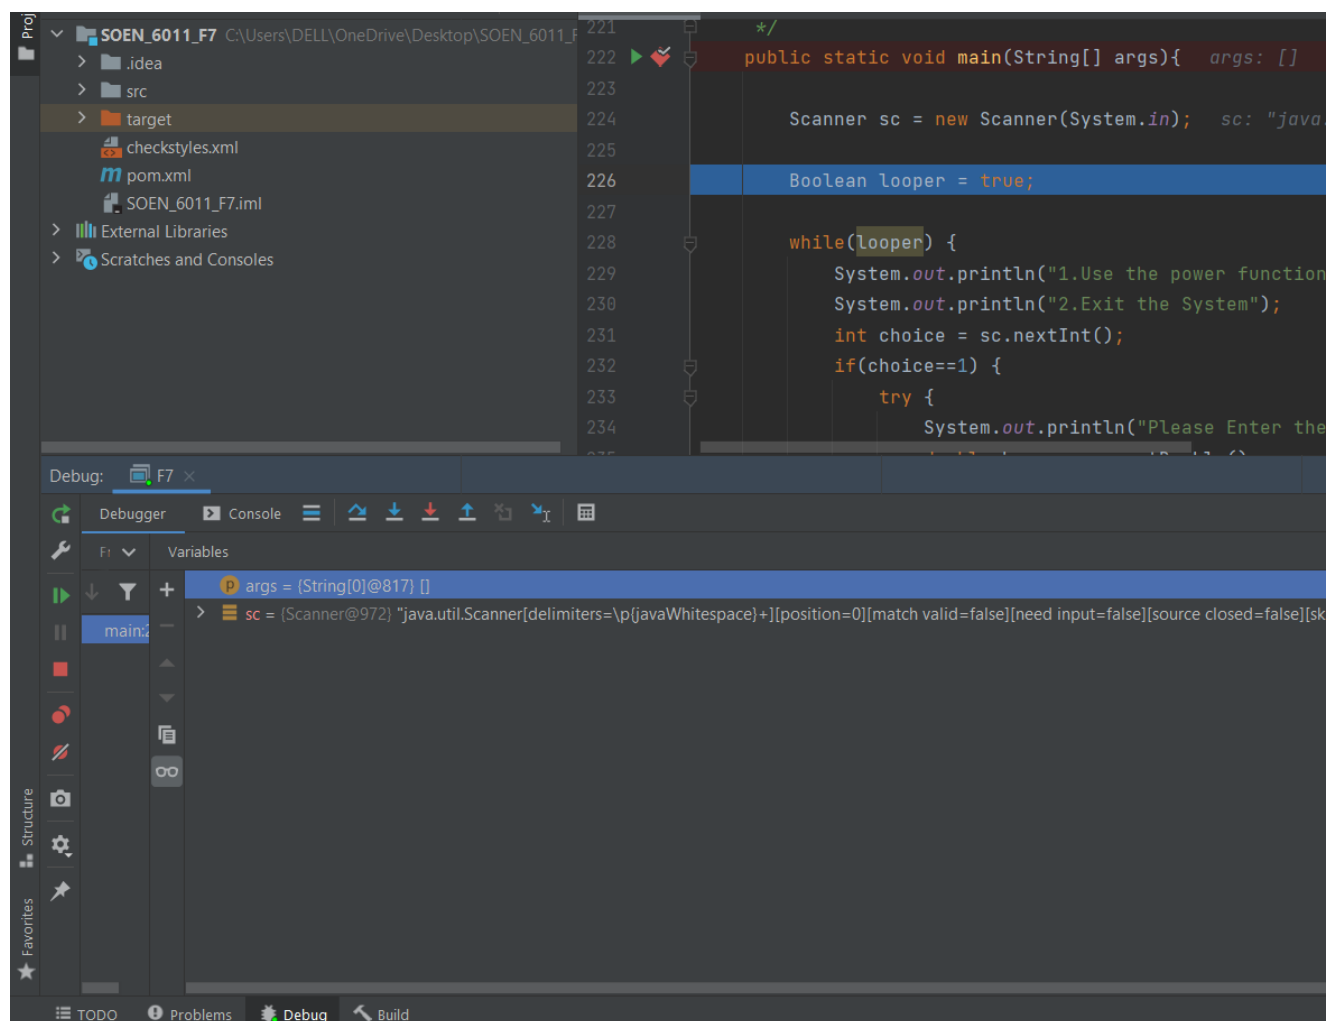 Proj
SOEN_6011_F7 C:\Users\DELL\OneDrive\Desktop\SOEN_6011_F
.idea
src
target
checkstyles.xml
pom.xml
SOEN_6011_F7.iml
External Libraries
Scratches and Consoles
221 */
222 public static void main(String[] args){ args: []
223
224 Scanner sc = new Scanner(System.in); sc: "java.
225
226 Boolean looper = true;
227
228 while(looper) {
229 System.out.println("1.Use the power function
230 System.out.println("2.Exit the System");
231 int choice = sc.nextInt();
232 if(choice==1) {
233 try {
234 System.out.println("Please Enter the
Debug: F7
Debugger Console
Variables
args = {String[0]@817} []
sc = {Scanner@972} "java.util.Scanner[delimiters=\p{javaWhitespace}+][position=0][match valid=false][need input=false][source closed=false][sk
main:2
Structure
Favorites
TODO Problems Debug Build